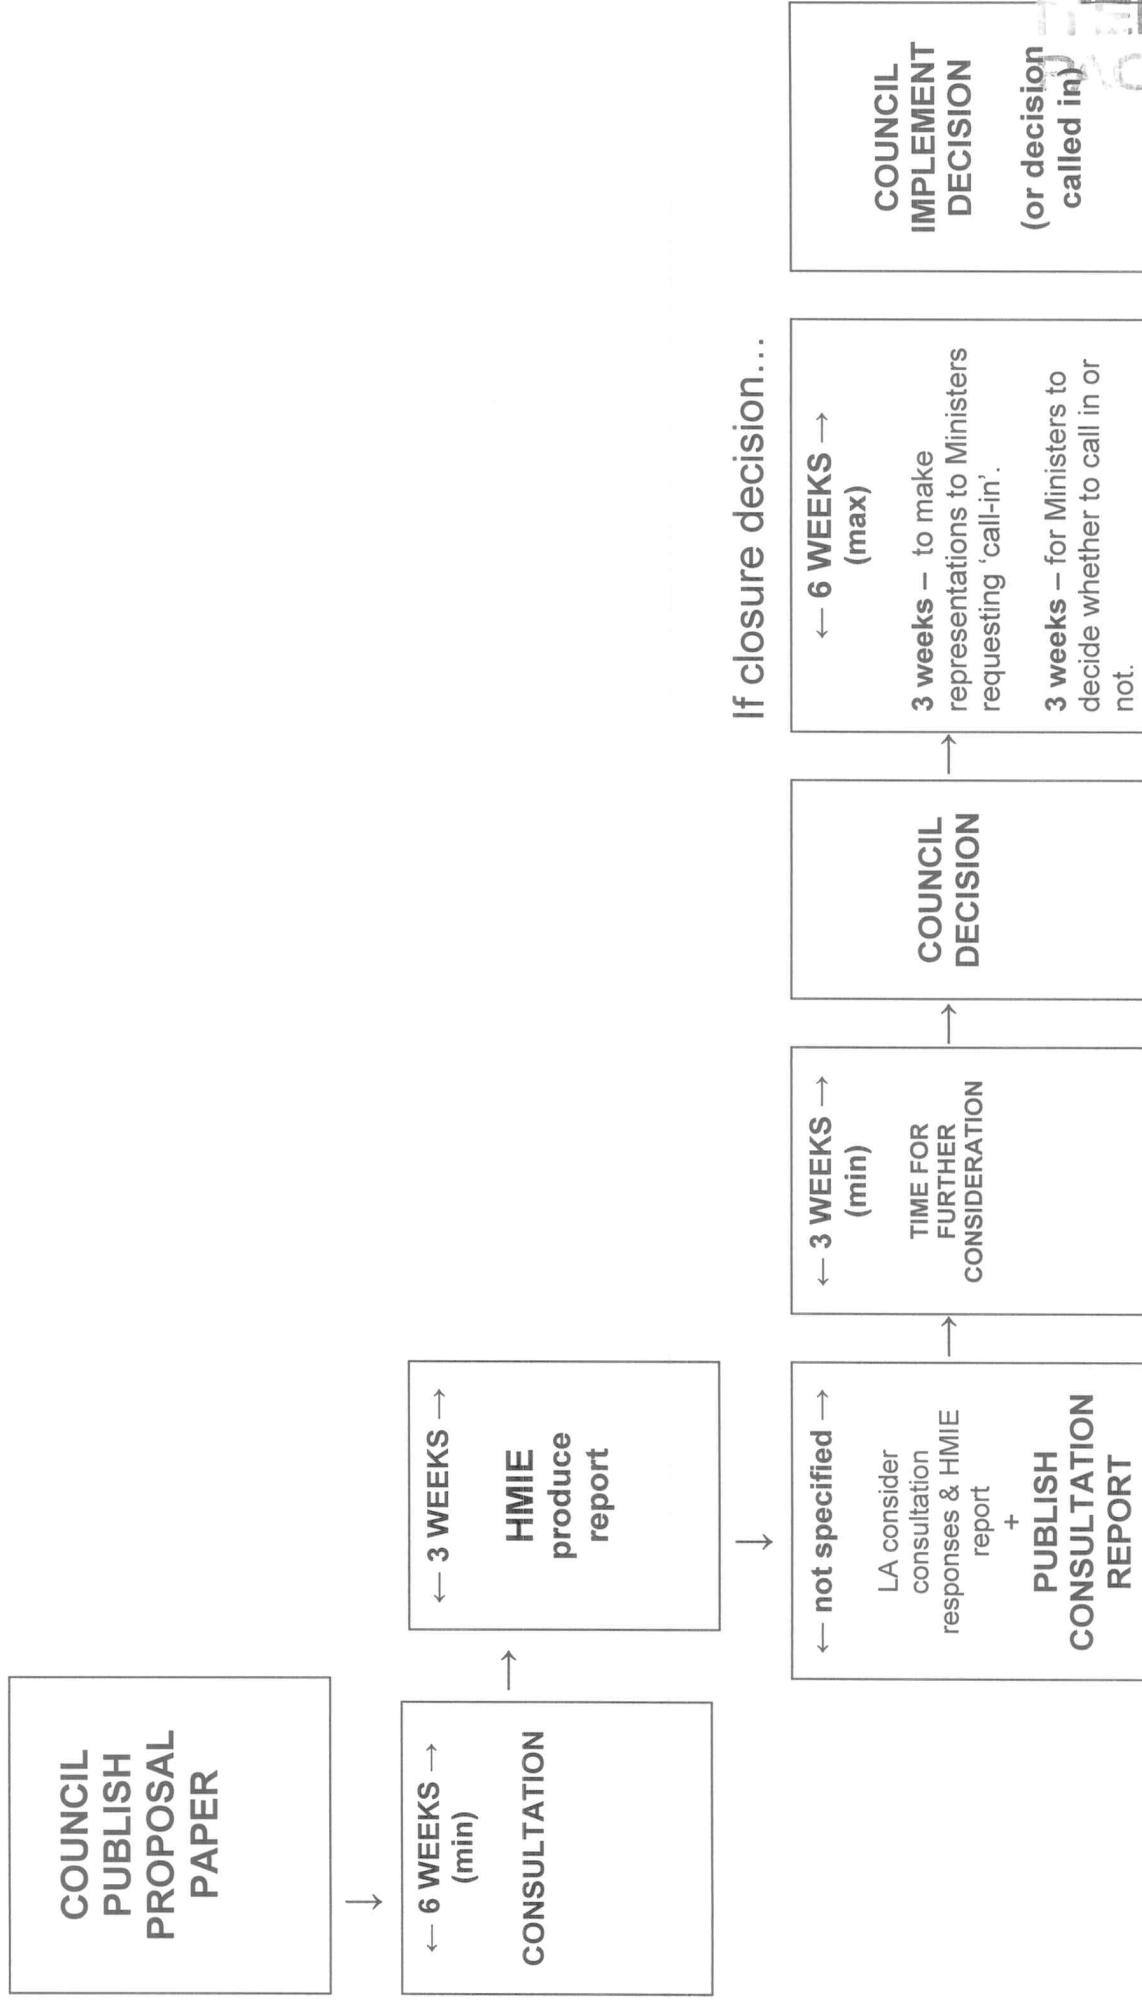 COUNCIL
PUBLISH
PROPOSAL
PAPER
↓
← 6 WEEKS →
(min)
CONSULTATION
→
← 3 WEEKS →
HMIE
produce
report
↓
← not specified →
LA consider
consultation
responses & HMIE
report
+
PUBLISH
CONSULTATION
REPORT
→
← 3 WEEKS →
(min)
TIME FOR
FURTHER
CONSIDERATION
→
COUNCIL
DECISION
→
If closure decision...
← 6 WEEKS →
(max)
3 weeks – to make
representations to Ministers
requesting ‘call-in’.
3 weeks – for Ministers to
decide whether to call in or
not.
COUNCIL
IMPLEMENT
DECISION
(or decision
called in)